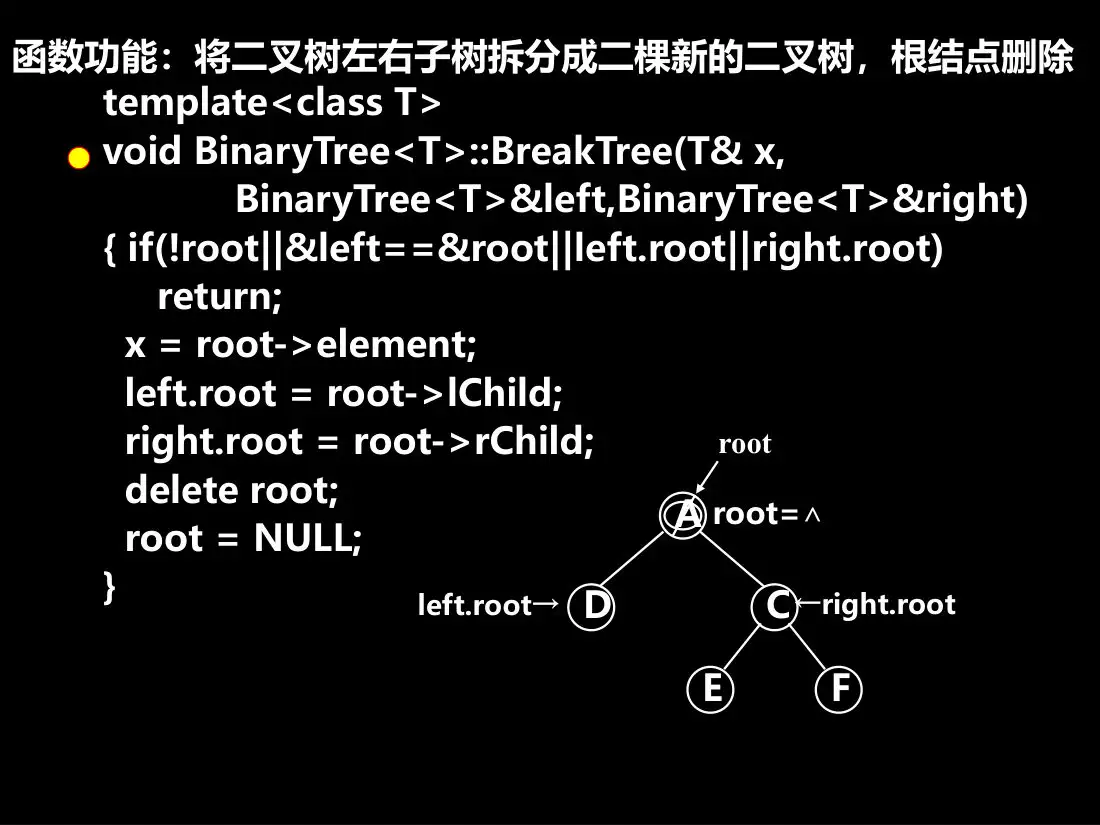 函数功能：将二叉树左右子树拆分成二棵新的二叉树，根结点删除
template<class T>
void BinaryTree<T>::BreakTree(T& x,
BinaryTree<T>&left,BinaryTree<T>&right)
{ if(!root||&left==&root||left.root||right.root)
return;
x = root->element;
left.root = root->lChild;
right.root = root->rChild;
delete root;
root = NULL;
}
root
A root=∧
left.root→ D C ←right.root
E F